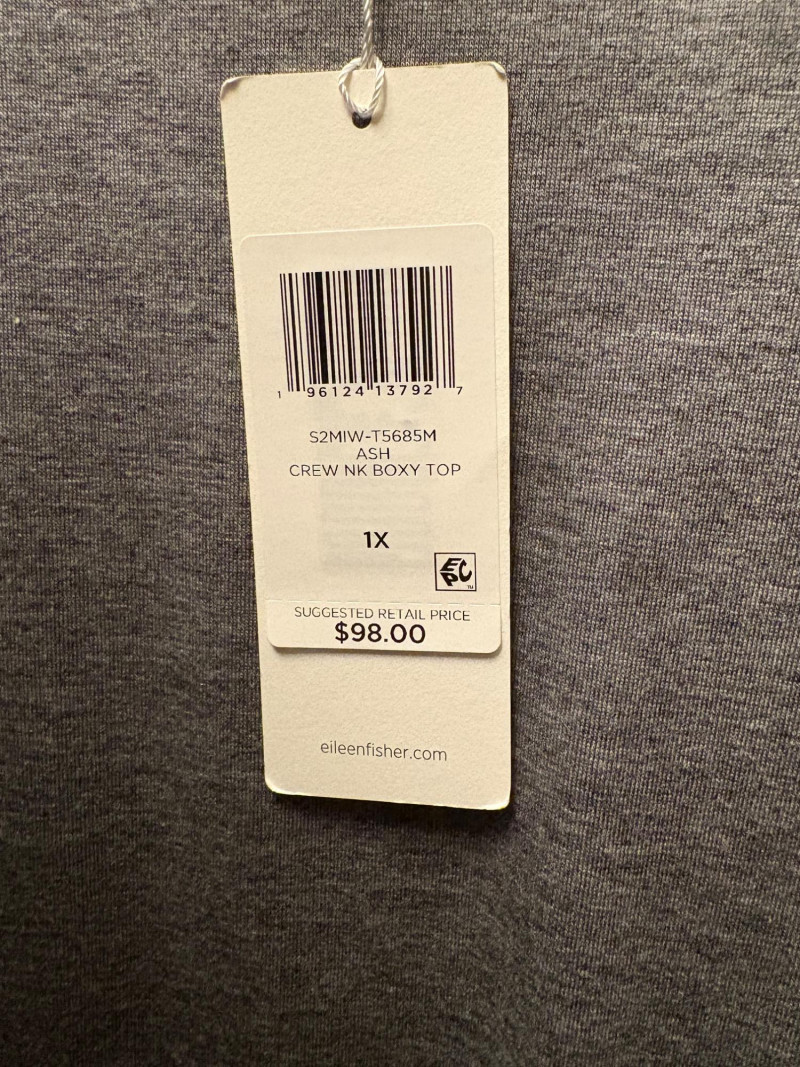 1 96124 13792 7
S2MIW-T5685M
ASH
CREW NK BOXY TOP
1X
EPC
TM
SUGGESTED RETAIL PRICE
$98.00
eileenfisher.com